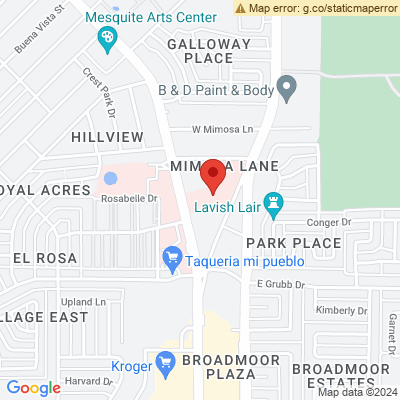 Map error: g.co/staticmaperror
Mesquite Arts Center
Buena Vista St
GALLOWAY
PLACE
B & D Paint & Body
Crest Park Dr
HILLVIEW
W Mimosa Ln
MIMOSA LANE
OYAL ACRES
Rosabelle Dr
Lavish Lair
Conger Dr
PARK PLACE
EL ROSA
Taqueria mi pueblo
E Grubb Dr
Upland Ln
LLAGE EAST
Kimberly Dr
Garnet Dr
Kroger
BROADMOOR
PLAZA
BROADMOOR
ESTATES
Harvard Dr
Google
Map data ©2024